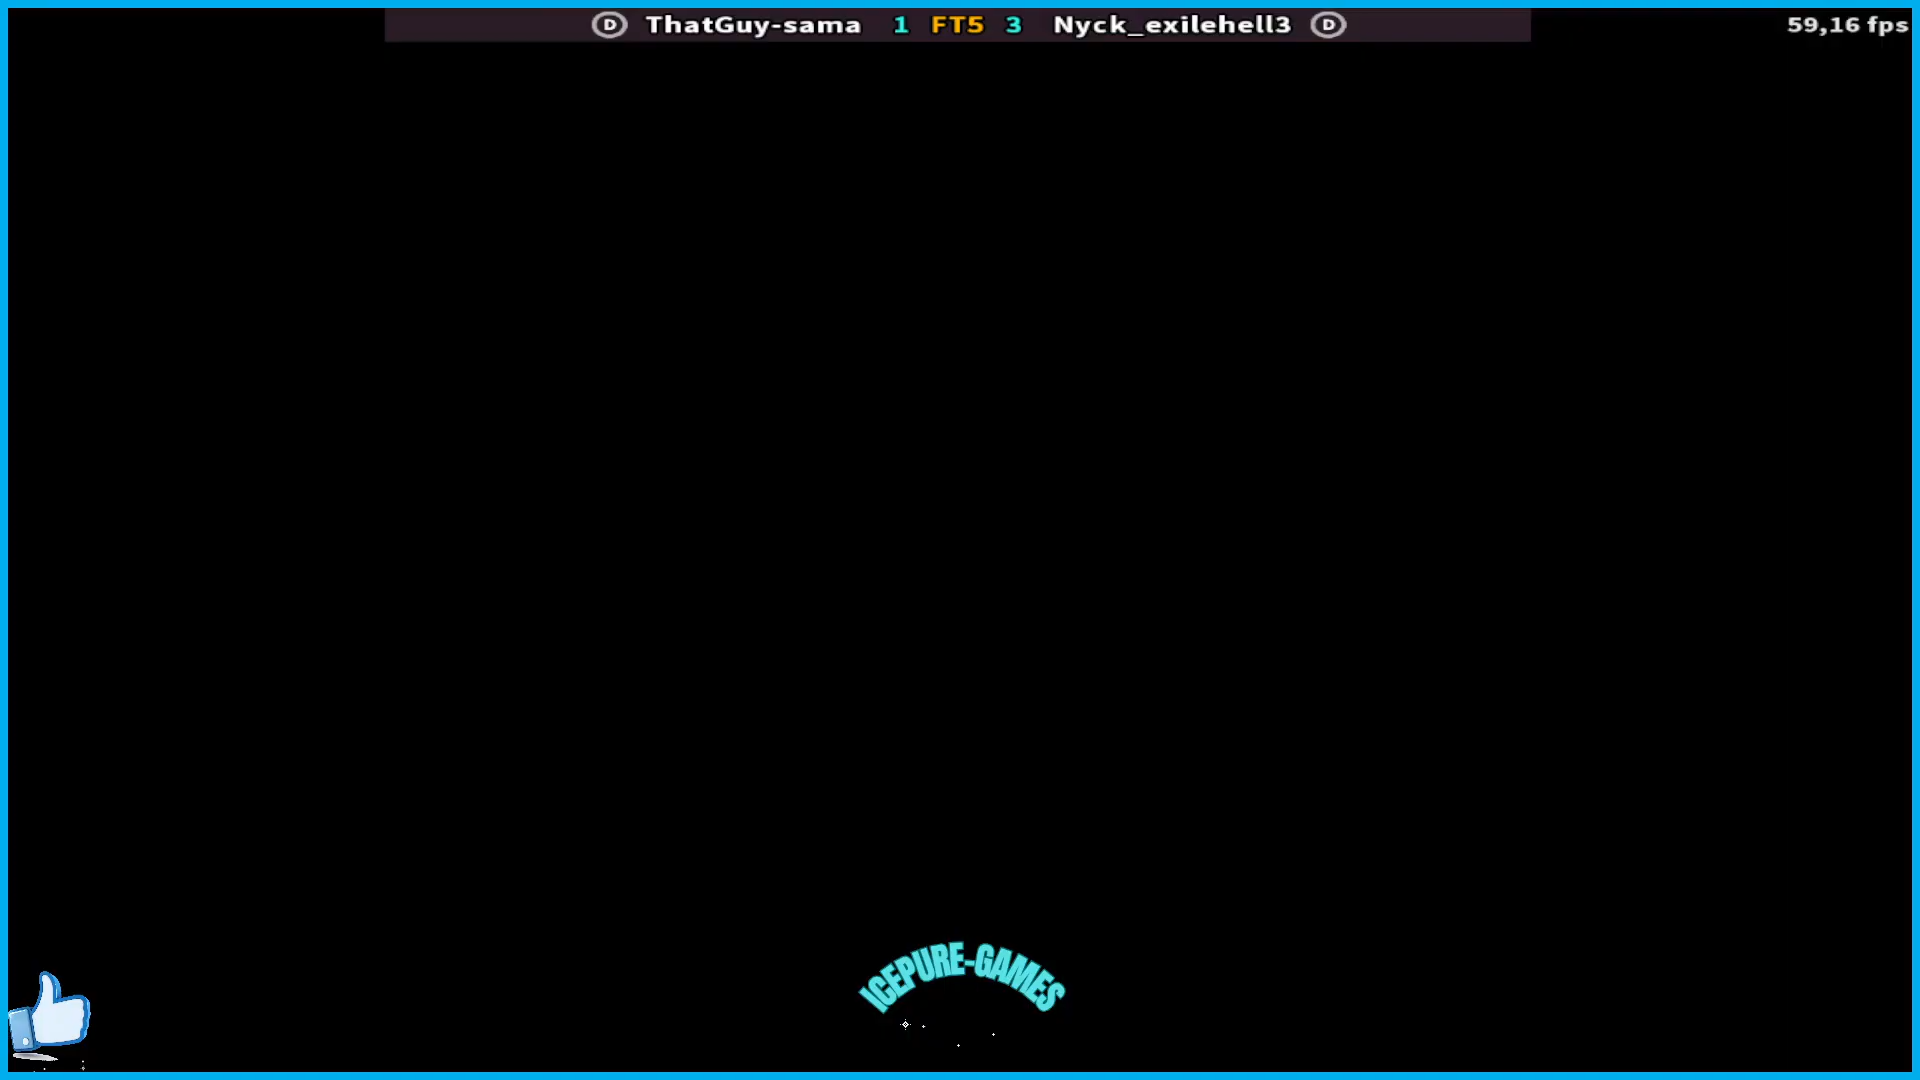 D ThatGuy-sama 1 FT5 3 Nyck_exilehell3 D
59,16 fps
ICEPURE-GAMES